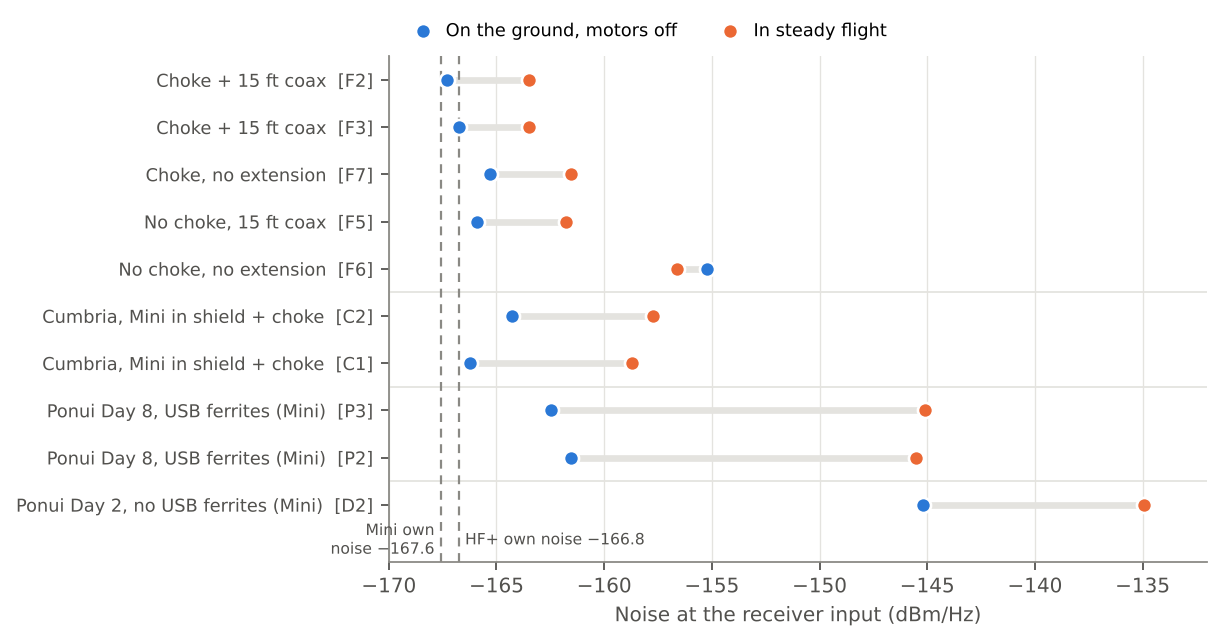 On the ground, motors off
In steady flight
Choke + 15 ft coax [F2]
Choke + 15 ft coax [F3]
Choke, no extension [F7]
No choke, 15 ft coax [F5]
No choke, no extension [F6]
Cumbria, Mini in shield + choke [C2]
Cumbria, Mini in shield + choke [C1]
Ponui Day 8, USB ferrites (Mini) [P3]
Ponui Day 8, USB ferrites (Mini) [P2]
Ponui Day 2, no USB ferrites (Mini) [D2]
Mini own
noise −167.6
HF+ own noise −166.8
−170 −165 −160 −155 −150 −145 −140 −135
Noise at the receiver input (dBm/Hz)